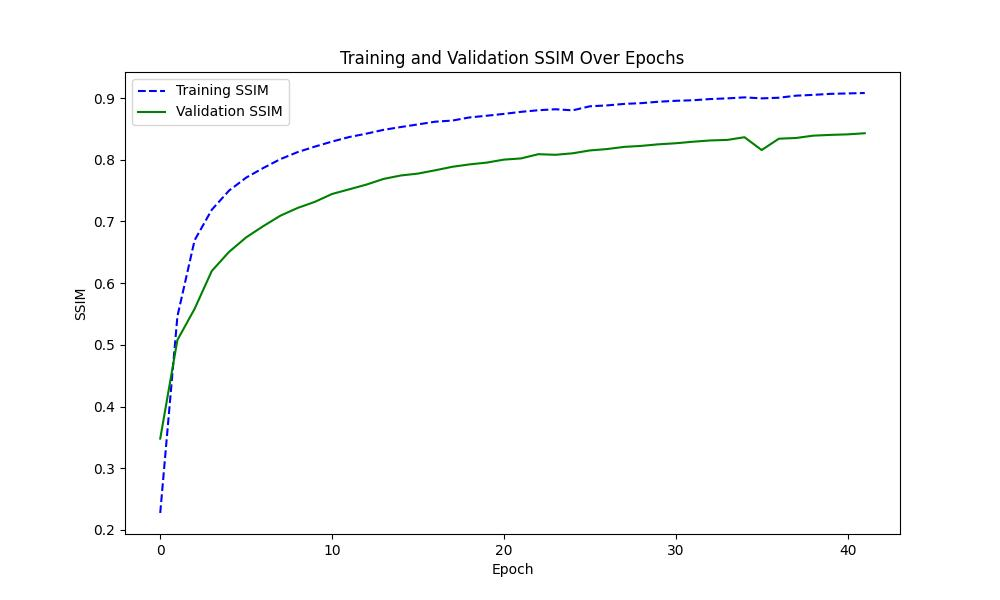 Training and Validation SSIM Over Epochs
Training SSIM
Validation SSIM
SSIM
0.9
0.8
0.7
0.6
0.5
0.4
0.3
0.2
0 10 20 30 40
Epoch